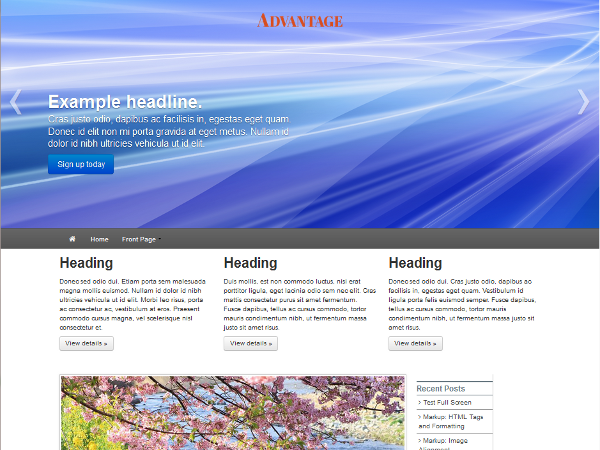 ADVANTAGE
Example headline.
Cras justo odio, dapibus ac facilisis in, egestas eget quam.
Donec id elit non mi porta gravida at eget metus. Nullam id
dolor id nibh ultricies vehicula ut id elit.
Sign up today
Home
Front Page
Heading
Donec sed odio dui. Etiam porta sem malesuada
magna mollis euismod. Nullam id dolor id nibh
ultricies vehicula ut id elit. Morbi leo risus, porta
ac consectetur ac, vestibulum at eros. Praesent
commodo cursus magna, vel scelerisque nisl
consectetur et.
View details »
Heading
Duis mollis, est non commodo luctus, nisi erat
porttitor ligula, eget lacinia odio sem nec elit. Cras
mattis consectetur purus sit amet fermentum.
Fusce dapibus, tellus ac cursus commodo, tortor
mauris condimentum nibh, ut fermentum massa
justo sit amet risus.
View details »
Heading
Donec sed odio dui. Cras justo odio, dapibus ac
facilisis in, egestas eget quam. Vestibulum id
ligula porta felis euismod semper. Fusce dapibus,
tellus ac cursus commodo, tortor mauris
condimentum nibh, ut fermentum massa justo sit
amet risus.
View details »
Recent Posts
› Test Full Screen
› Markup: HTML Tags
and Formatting
› Markup: Image
Alignment